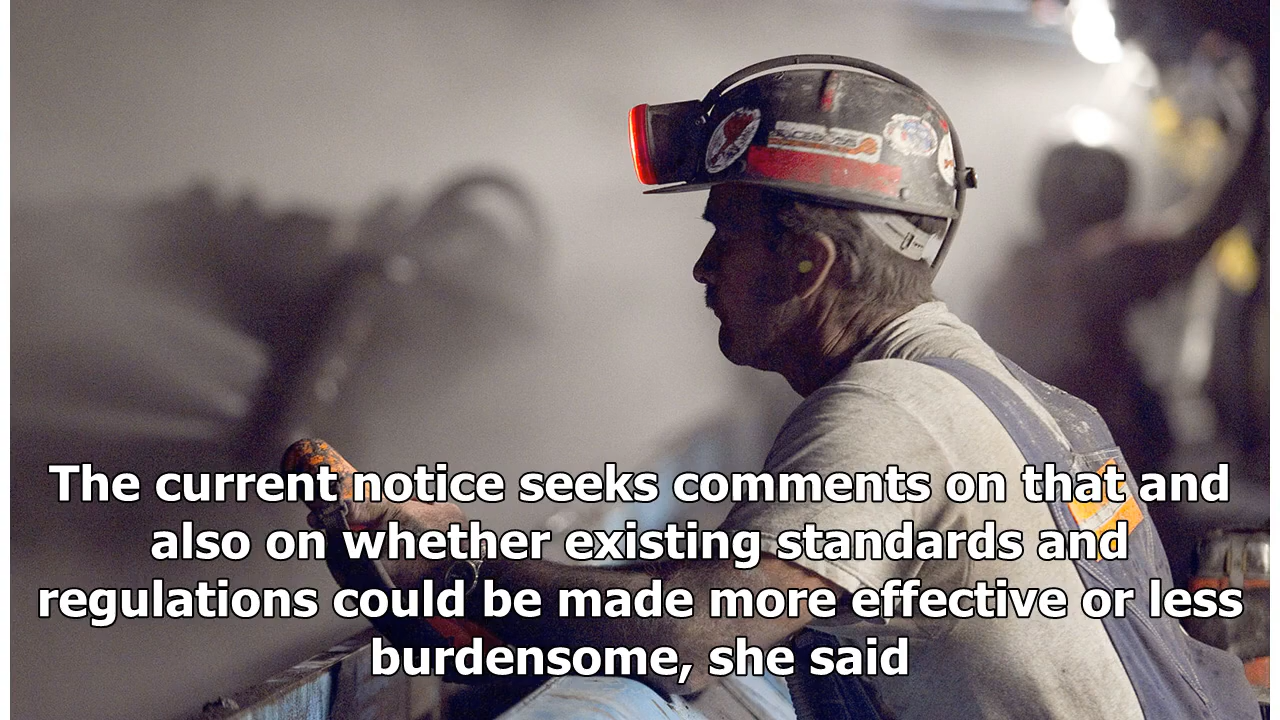 The current notice seeks comments on that and
also on whether existing standards and
regulations could be made more effective or less
burdensome, she said